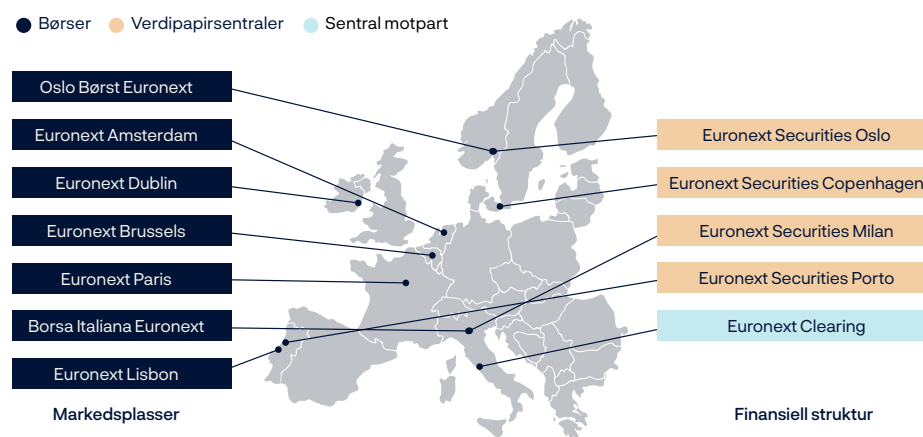 Børser
Verdipapirsentraler
Sentral motpart
Oslo Børst Euronext
Euronext Amsterdam
Euronext Dublin
Euronext Brussels
Euronext Paris
Borsa Italiana Euronext
Euronext Lisbon
Markedsplasser
Euronext Securities Oslo
Euronext Securities Copenhagen
Euronext Securities Milan
Euronext Securities Porto
Euronext Clearing
Finansiell struktur